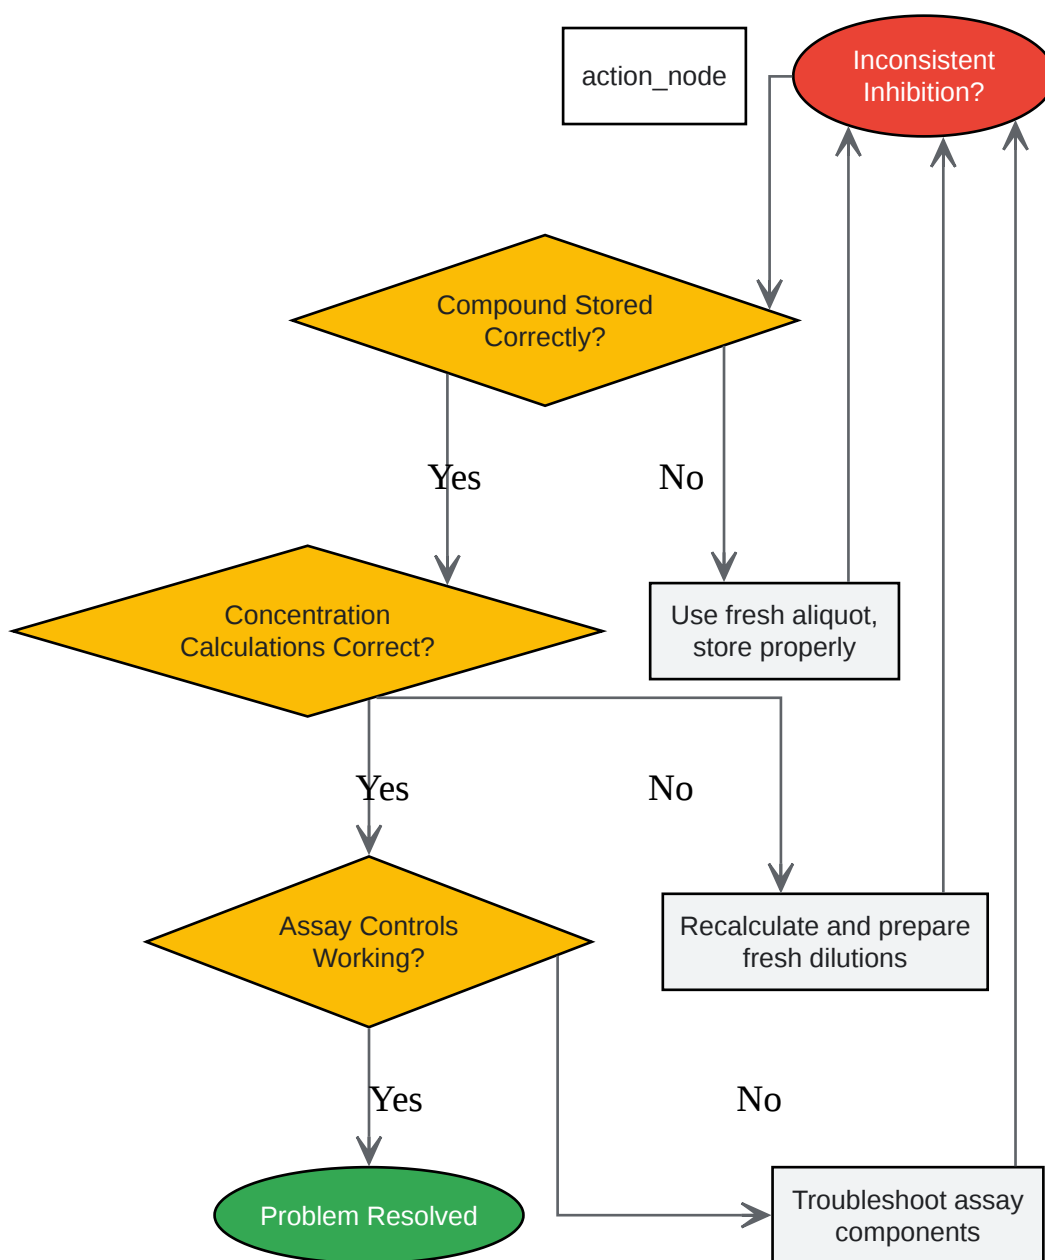 action_node
Inconsistent
Inhibition?
Compound Stored
Correctly?
Yes
No
Concentration
Calculations Correct?
Use fresh aliquot,
store properly
Yes
No
Assay Controls
Working?
Recalculate and prepare
fresh dilutions
Yes
No
Problem Resolved
Troubleshoot assay
components